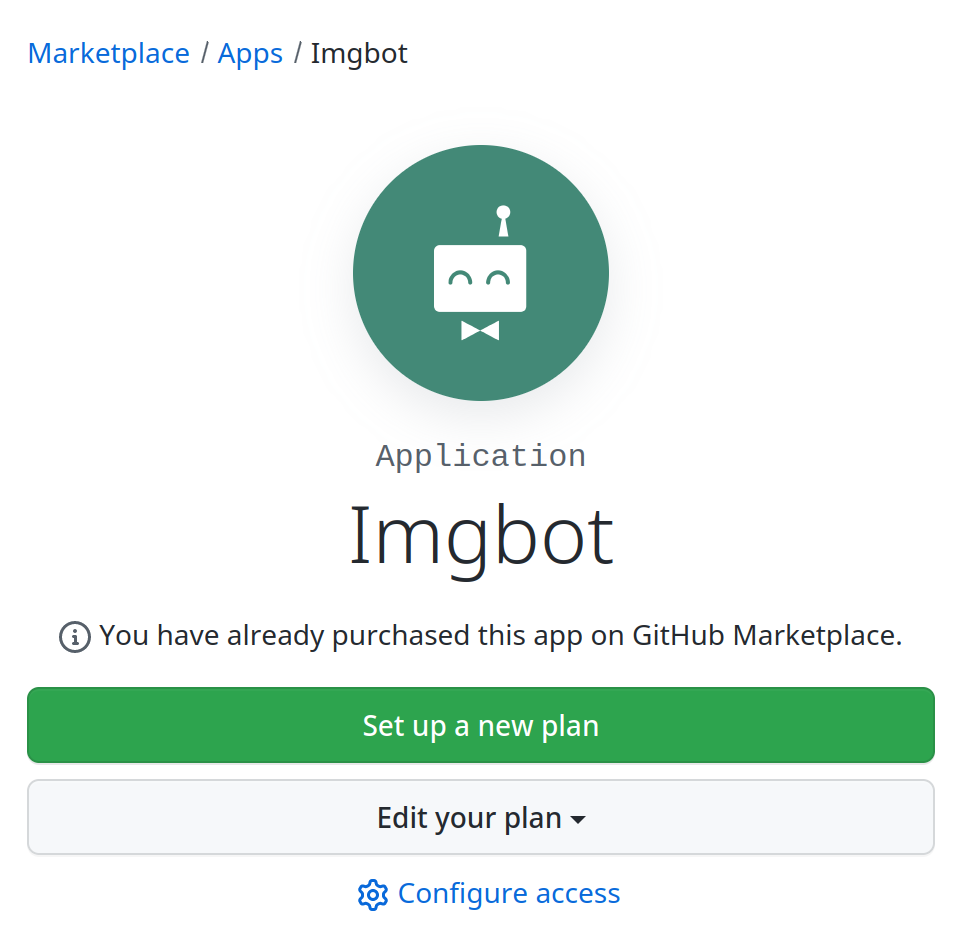 Marketplace / Apps / Imgbot
Application
Imgbot
You have already purchased this app on GitHub Marketplace.
Set up a new plan
Edit your plan
Configure access